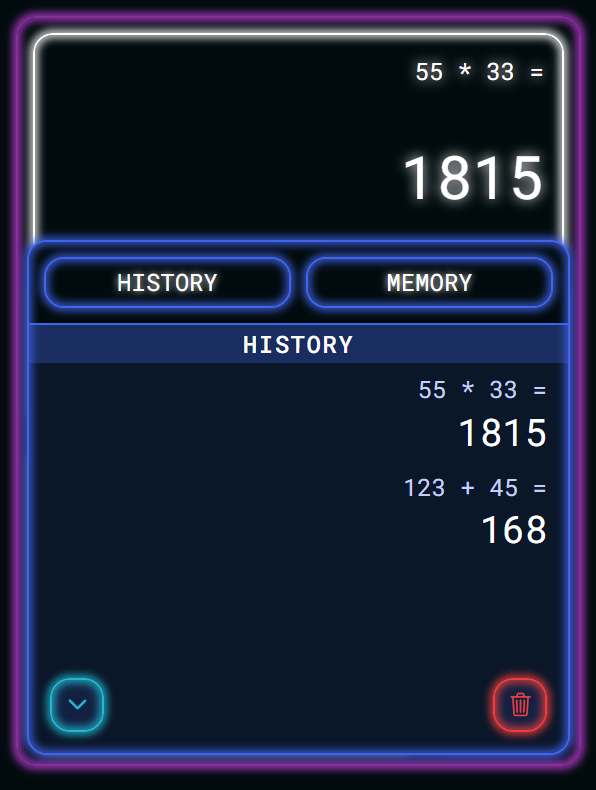 55 * 33 =
1815
HISTORY MEMORY
HISTORY
55 * 33 =
1815
123 + 45 =
168